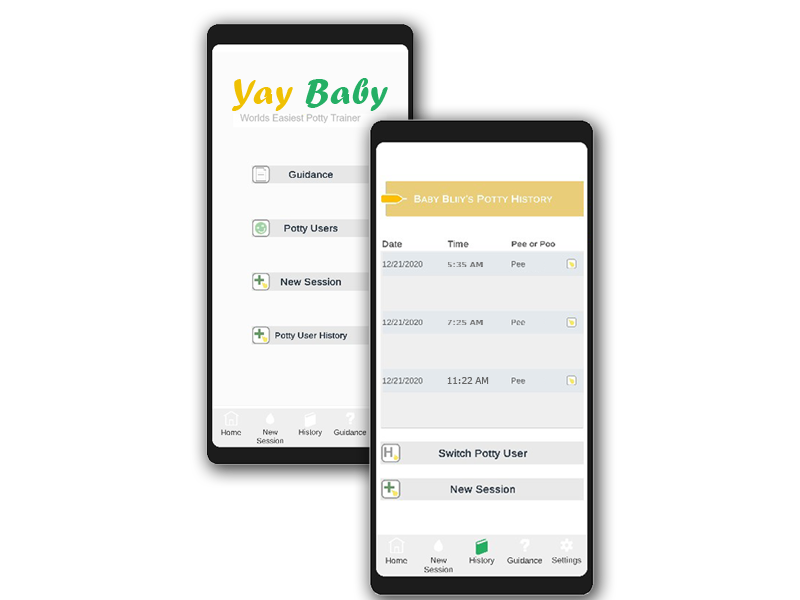 Yay Baby
Worlds Easiest Potty Trainer
Guidance
Potty Users
New Session
Potty User History
Home
New Session
History
Guidance
Baby Bliiy's Potty History
Date Time Pee or Poo
12/21/2020 5:35 AM Pee
12/21/2020 7:25 AM Pee
12/21/2020 11:22 AM Pee
H Switch Potty User
New Session
Home
New Session
History
? Guidance
Settings